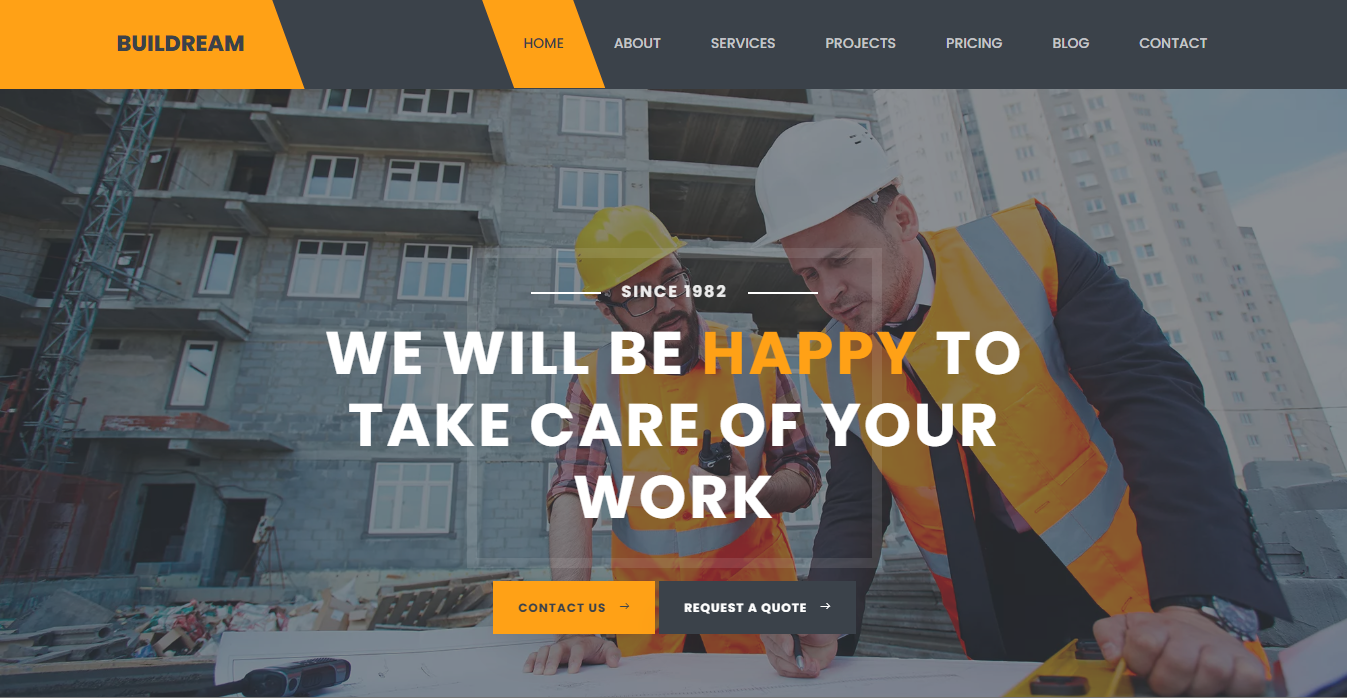 BUILDREAM
HOME ABOUT SERVICES PROJECTS PRICING BLOG CONTACT
SINCE 1982
WE WILL BE HAPPY TO
TAKE CARE OF YOUR
WORK
CONTACT US → REQUEST A QUOTE →